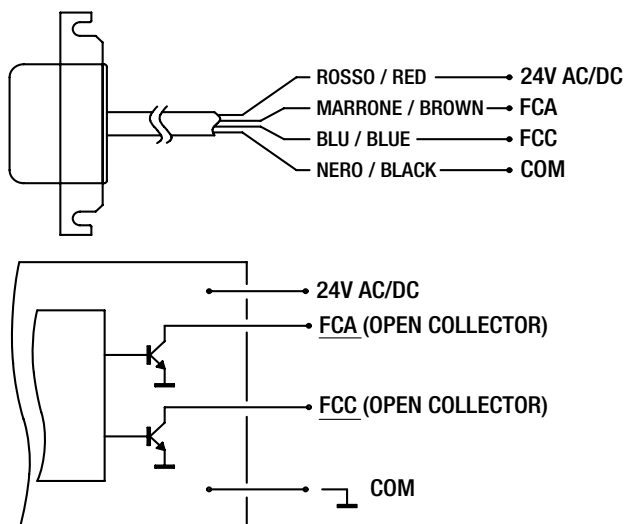 ROSSO / RED 24V AC/DC
MARRONE / BROWN FCA
BLU / BLUE FCC
NERO / BLACK COM
24V AC/DC
FCA (OPEN COLLECTOR)
FCC (OPEN COLLECTOR)
COM